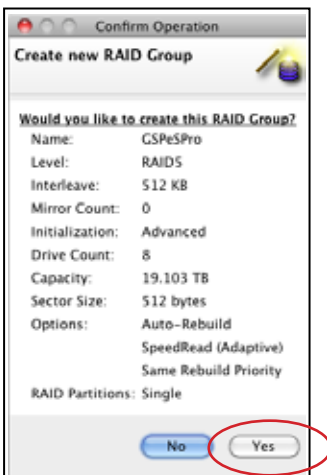 Confirm Operation
Create new RAID Group
Would you like to create this RAID Group?
Name: GSPeSPro
Level: RAID5
Interleave: 512 KB
Mirror Count: 0
Initialization: Advanced
Drive Count: 8
Capacity: 19.103 TB
Sector Size: 512 bytes
Options: Auto-Rebuild
SpeedRead (Adaptive)
Same Rebuild Priority
RAID Partitions: Single
No Yes